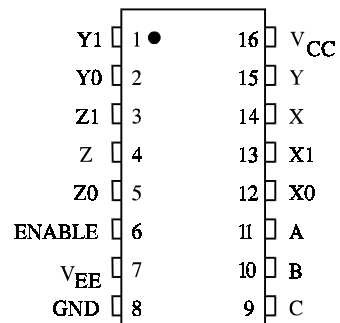 Y1 1 16 VCC
Y0 2 15 Y
Z1 3 14 X
Z 4 13 X1
Z0 5 12 X0
ENABLE 6 11 A
VEE 7 10 B
GND 8 9 C